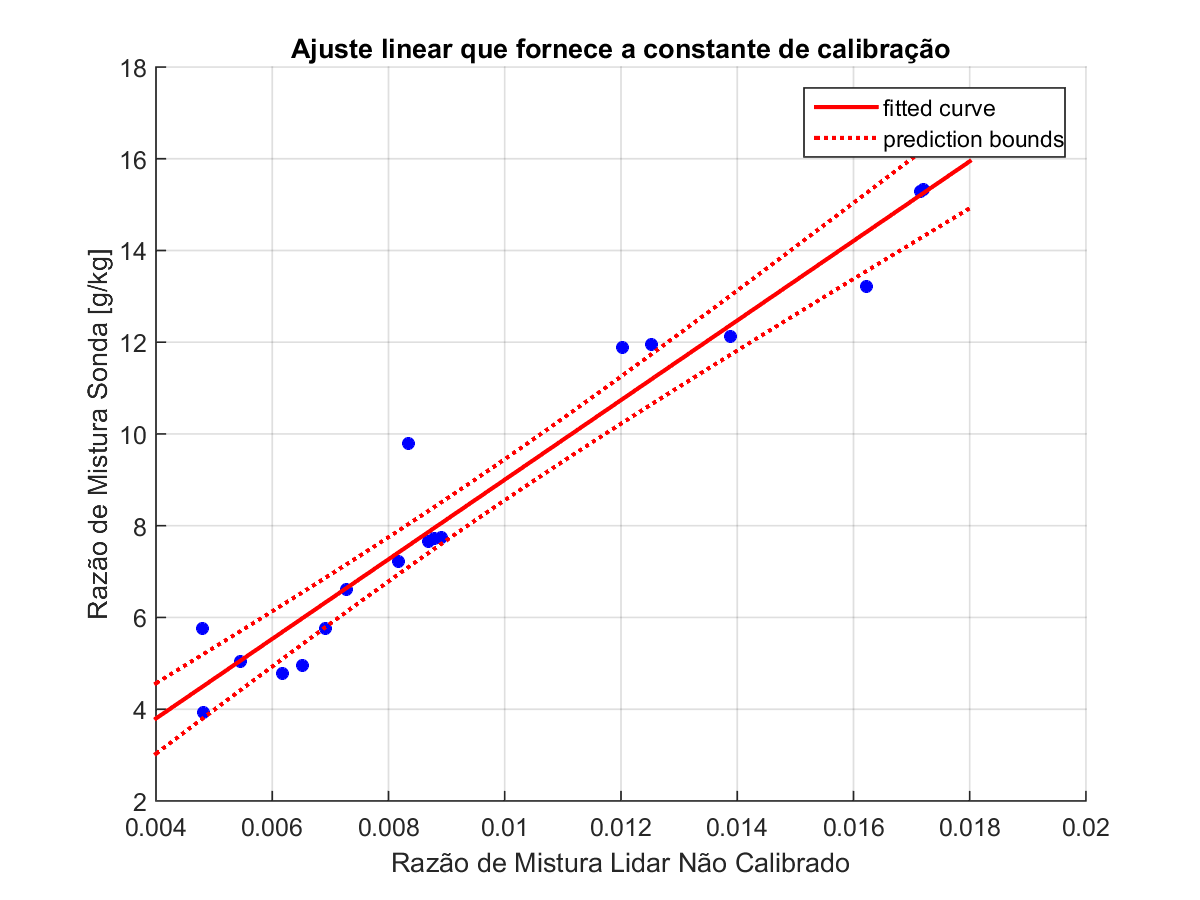 Ajuste linear que fornece a constante de calibração
fitted curve
prediction bounds
Razão de Mistura Sonda [g/kg]
18
16
14
12
10
8
6
4
2
0.004 0.006 0.008 0.01 0.012 0.014 0.016 0.018 0.02
Razão de Mistura Lidar Não Calibrado